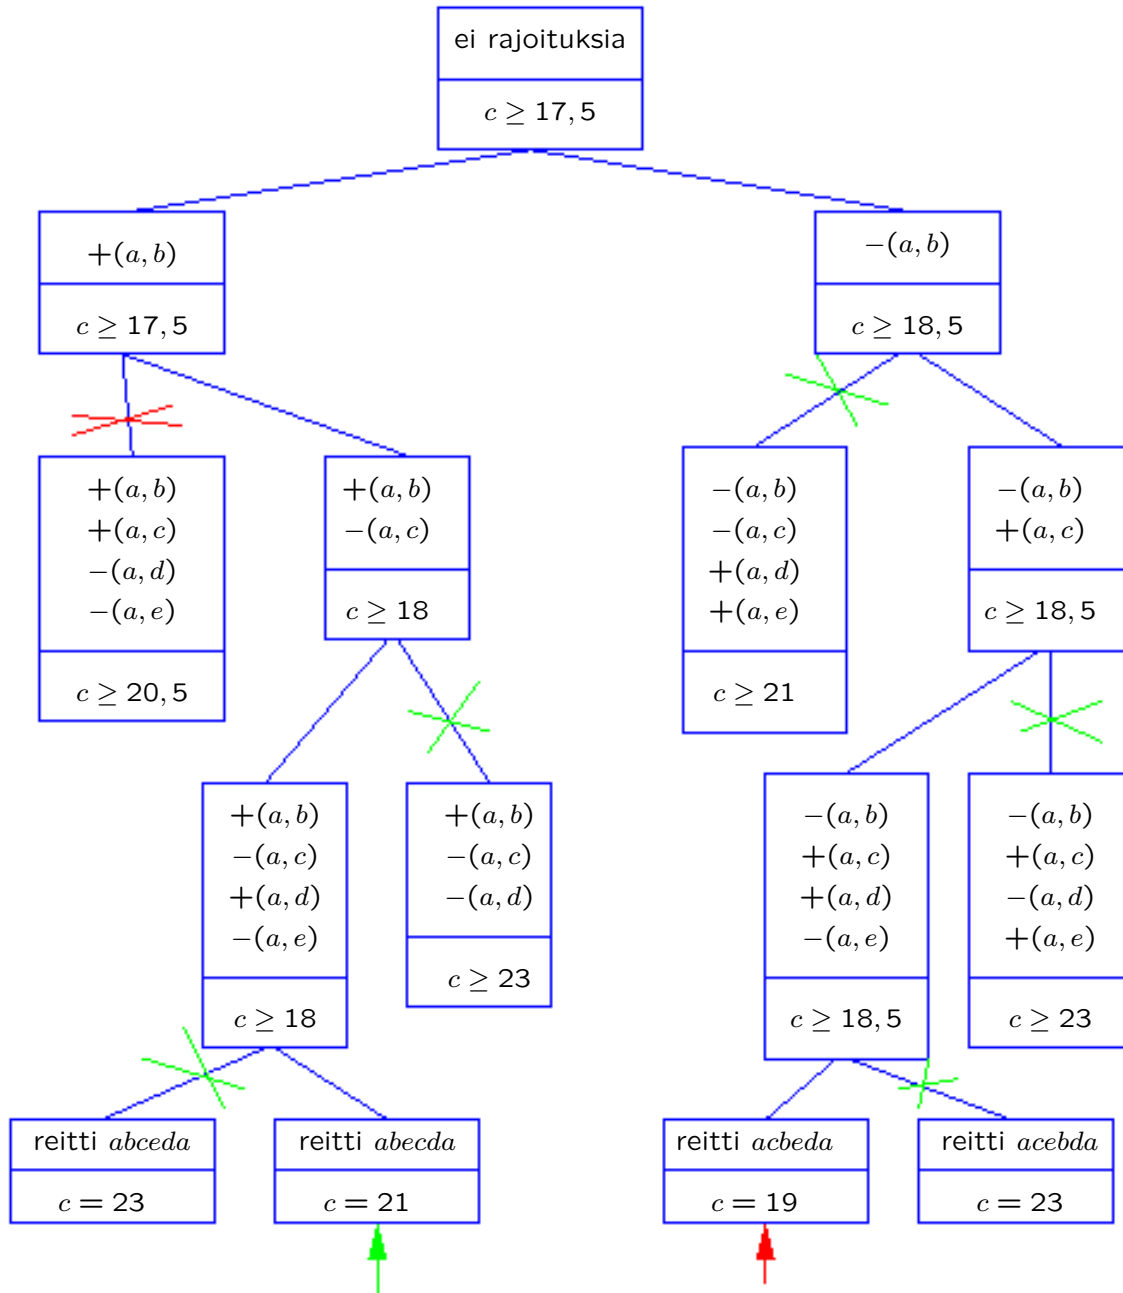 ei rajoituksia
c ≥ 17, 5
+(a, b)
c ≥ 17, 5
−(a, b)
c ≥ 18, 5
+(a, b)
+(a, c)
−(a, d)
−(a, e)
c ≥ 20, 5
+(a, b)
−(a, c)
c ≥ 18
−(a, b)
−(a, c)
+(a, d)
+(a, e)
c ≥ 21
−(a, b)
+(a, c)
c ≥ 18, 5
+(a, b)
−(a, c)
+(a, d)
−(a, e)
c ≥ 18
+(a, b)
−(a, c)
−(a, d)
c ≥ 23
−(a, b)
+(a, c)
+(a, d)
−(a, e)
c ≥ 18, 5
−(a, b)
+(a, c)
−(a, d)
+(a, e)
c ≥ 23
reitti abceda
c = 23
reitti abecda
c = 21
reitti acbeda
c = 19
reitti acebda
c = 23